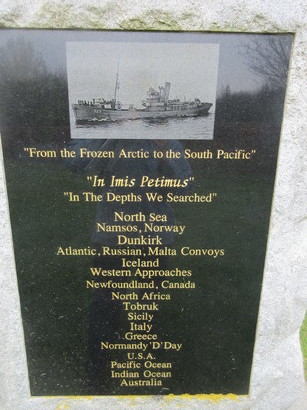 "From the Frozen Arctic to the South Pacific"
"In Imis Petimus"
"In The Depths We Searched"
North Sea
Namsos, Norway
Dunkirk
Atlantic, Russian, Malta Convoys
Iceland
Western Approaches
Newfoundland, Canada
North Africa
Tobruk
Sicily
Italy
Greece
Normandy 'D' Day
U.S.A.
Pacific Ocean
Indian Ocean
Australia